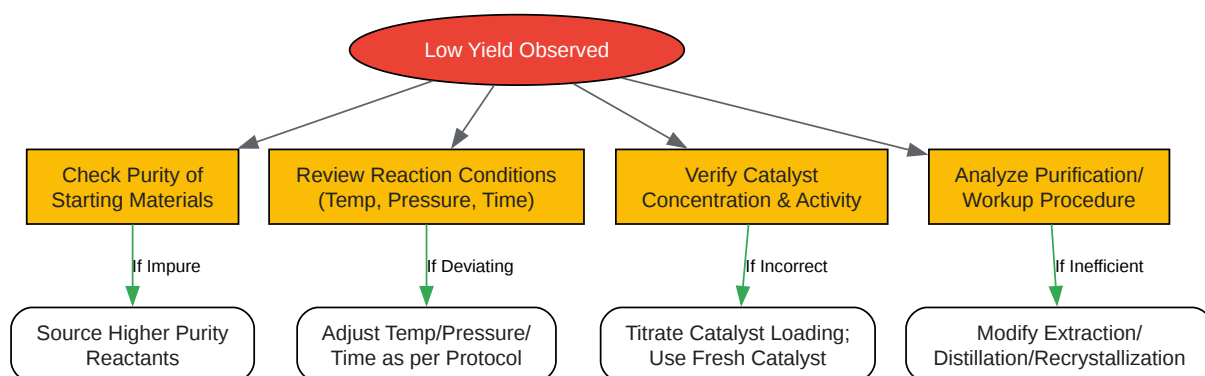 Low Yield Observed
Check Purity of
Starting Materials
Review Reaction Conditions
(Temp, Pressure, Time)
Verify Catalyst
Concentration & Activity
Analyze Purification/
Workup Procedure
If Impure
If Deviating
If Incorrect
If Inefficient
Source Higher Purity
Reactants
Adjust Temp/Pressure/
Time as per Protocol
Titrate Catalyst Loading;
Use Fresh Catalyst
Modify Extraction/
Distillation/Recrystallization